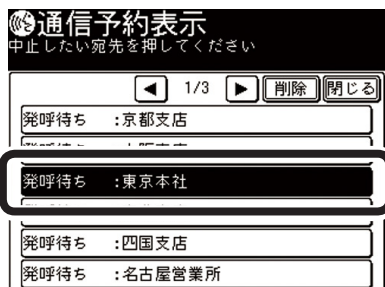 通信予約表示
中止したい宛先を押してください
◀ 1/3 ▶ 削除 閉じる
発呼待ち :京都支店
発呼待ち :東京本社
発呼待ち :四国支店
発呼待ち :名古屋営業所